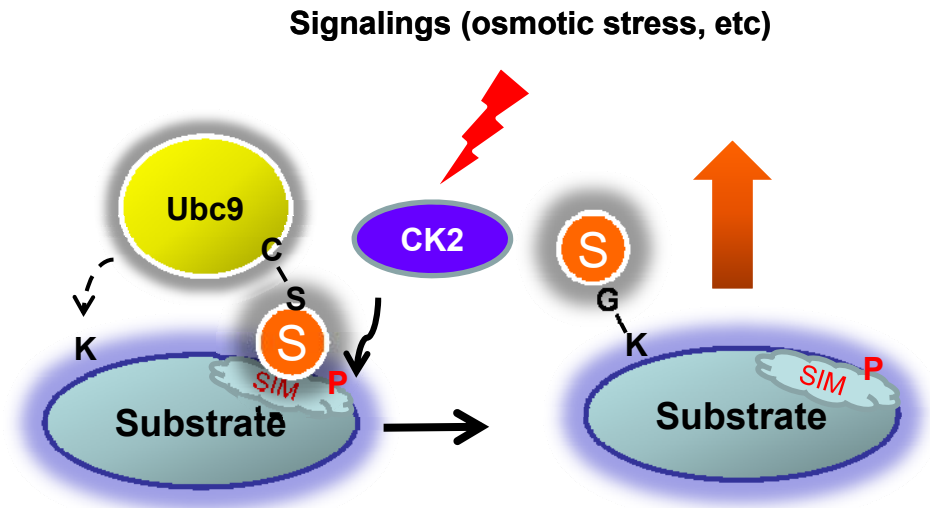 Signalings (osmotic stress, etc)
Ubc9
C
S
S
K
SIM
P
Substrate
CK2
S
G
K
SIM
P
Substrate